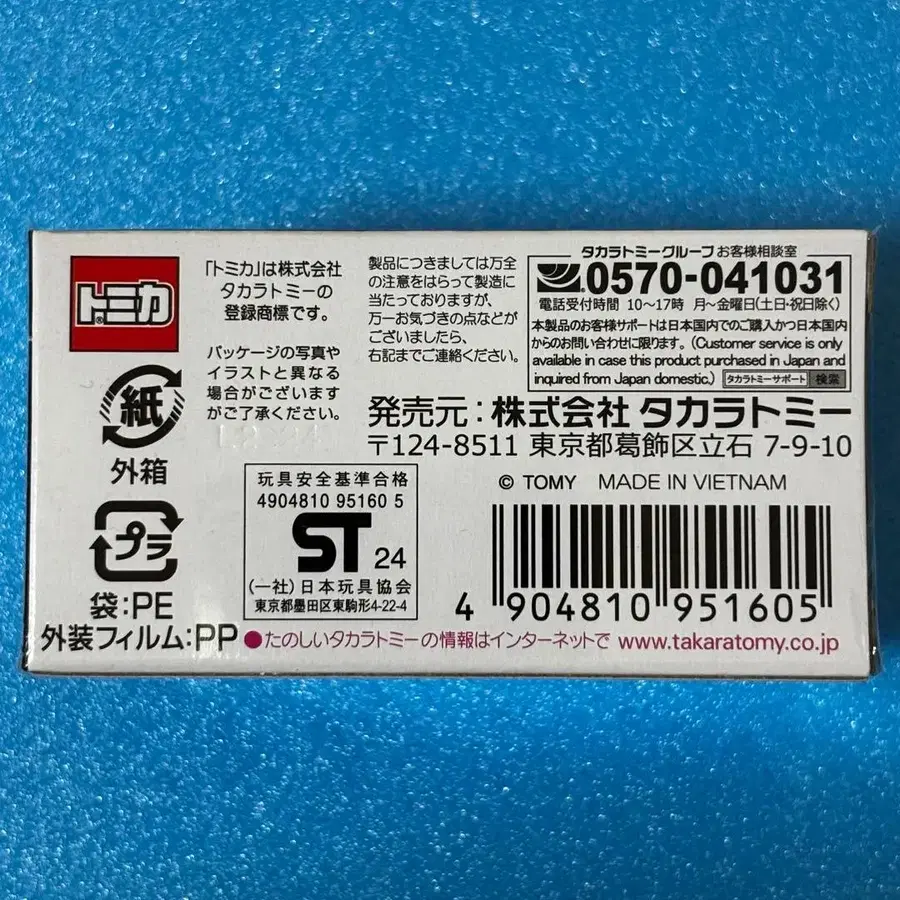 トミカ
®
「トミカ」は株式会社
タカラトミーの
登録商標です。
パッケージの写真や
イラストと異なる
場合がございます
がご了承ください。
製品につきましては万全
の注意をはらって製造に
当たっておりますが、
万一お気づきの点などが
ございましたら、
右記までご連絡ください。
タカラトミーグループ お客様相談室
0570-041031
電話受付時間 10〜17時 月〜金曜日(土日・祝日除く)
本製品のお客様サポートは日本国内でのご購入かつ日本国内
からのお問い合わせに限ります。(Customer service is only
available in case this product purchased in Japan and
inquired from Japan domestic.) タカラトミーサポート 検索
発売元:株式会社 タカラトミー
〒124-8511 東京都葛飾区立石 7-9-10
© TOMY MADE IN VIETNAM
紙
外箱
プラ
袋:PE
外装フィルム:PP
玩具安全基準合格
4904810 95160 5
ST 24
(一社)日本玩具協会
東京都墨田区東駒形4-22-4
4 904810 951605
●たのしいタカラトミーの情報はインターネットで www.takaratomy.co.jp